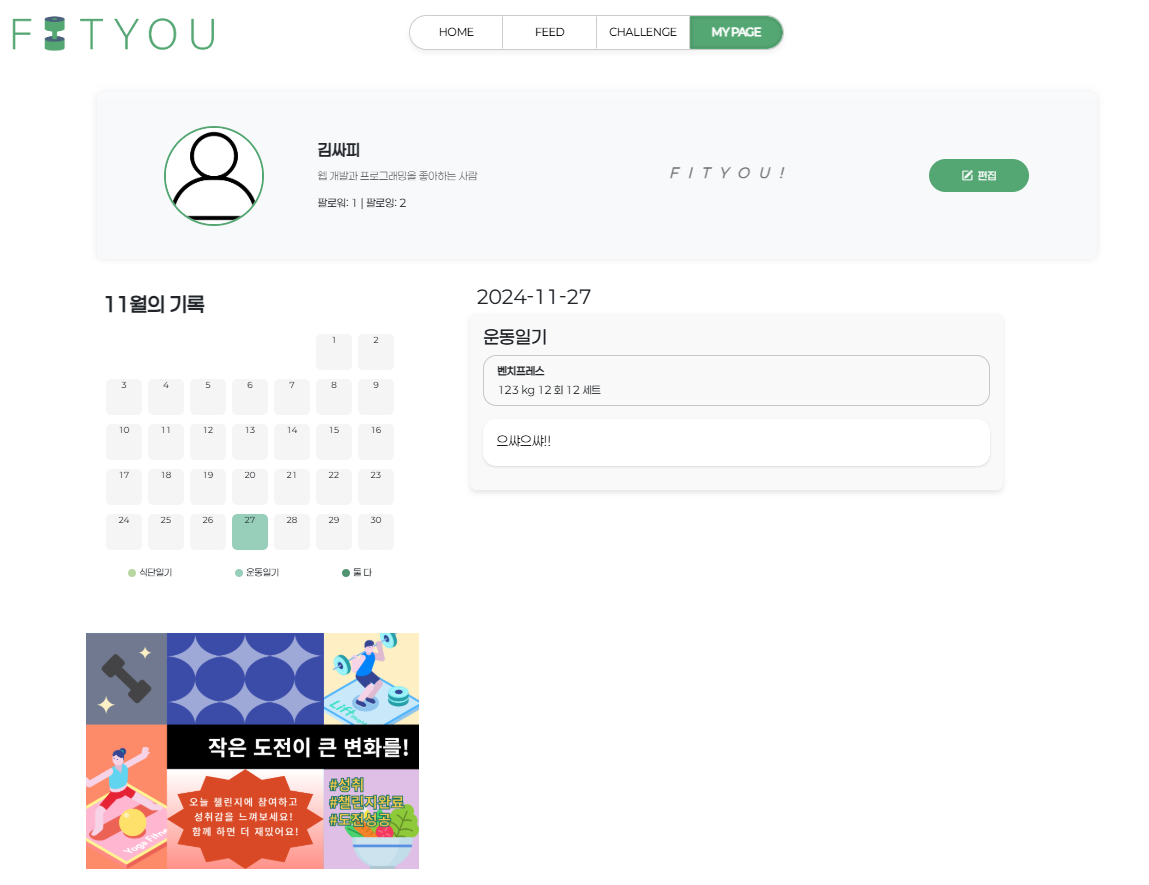 FITYOU
HOME
FEED
CHALLENGE
MY PAGE
김싸피
웹 개발과 프로그래밍을 좋아하는 사람
팔로워: 1 | 팔로잉: 2
FITYOU!
편집
11월의 기록
1 2
3 4 5 6 7 8 9
10 11 12 13 14 15 16
17 18 19 20 21 22 23
24 25 26 27 28 29 30
식단일기
운동일기
둘 다
2024-11-27
운동일기
벤치프레스
123 kg 12 회 12 세트
으쌰으쌰!!
Lift
작은 도전이 큰 변화를!
오늘 챌린지에 참여하고
성취감을 느껴보세요!
함께 하면 더 재밌어요!
#성취
#챌린지완료
#도전성공
Yoga Fitne